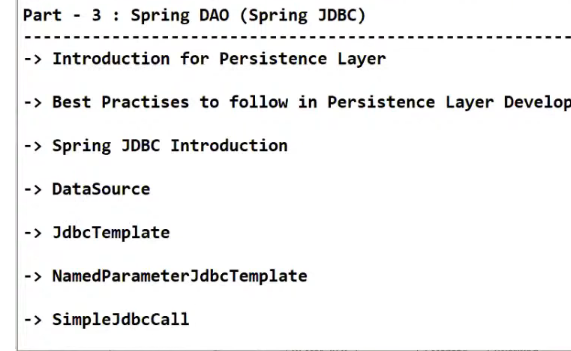 Part - 3 : Spring DAO (Spring JDBC)
--------------------------------------------------------
-> Introduction for Persistence Layer
-> Best Practises to follow in Persistence Layer Develop
-> Spring JDBC Introduction
-> DataSource
-> JdbcTemplate
-> NamedParameterJdbcTemplate
-> SimpleJdbcCall